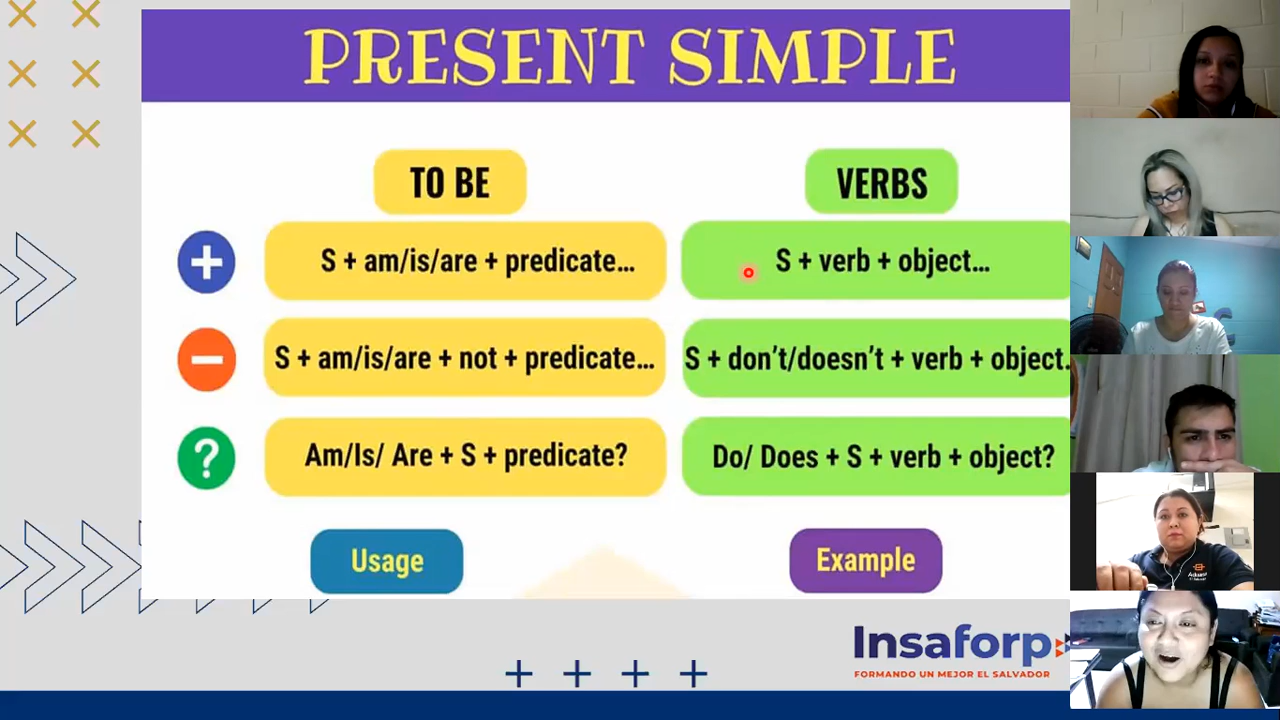 PRESENT SIMPLE
TO BE
VERBS
S + am/is/are + predicate...
S + verb + object...
S + am/is/are + not + predicate...
S + don't/doesn't + verb + object.
Am/Is/ Are + S + predicate?
Do/ Does + S + verb + object?
Usage
Example
Insaforp
FORMANDO UN MEJOR EL SALVADOR